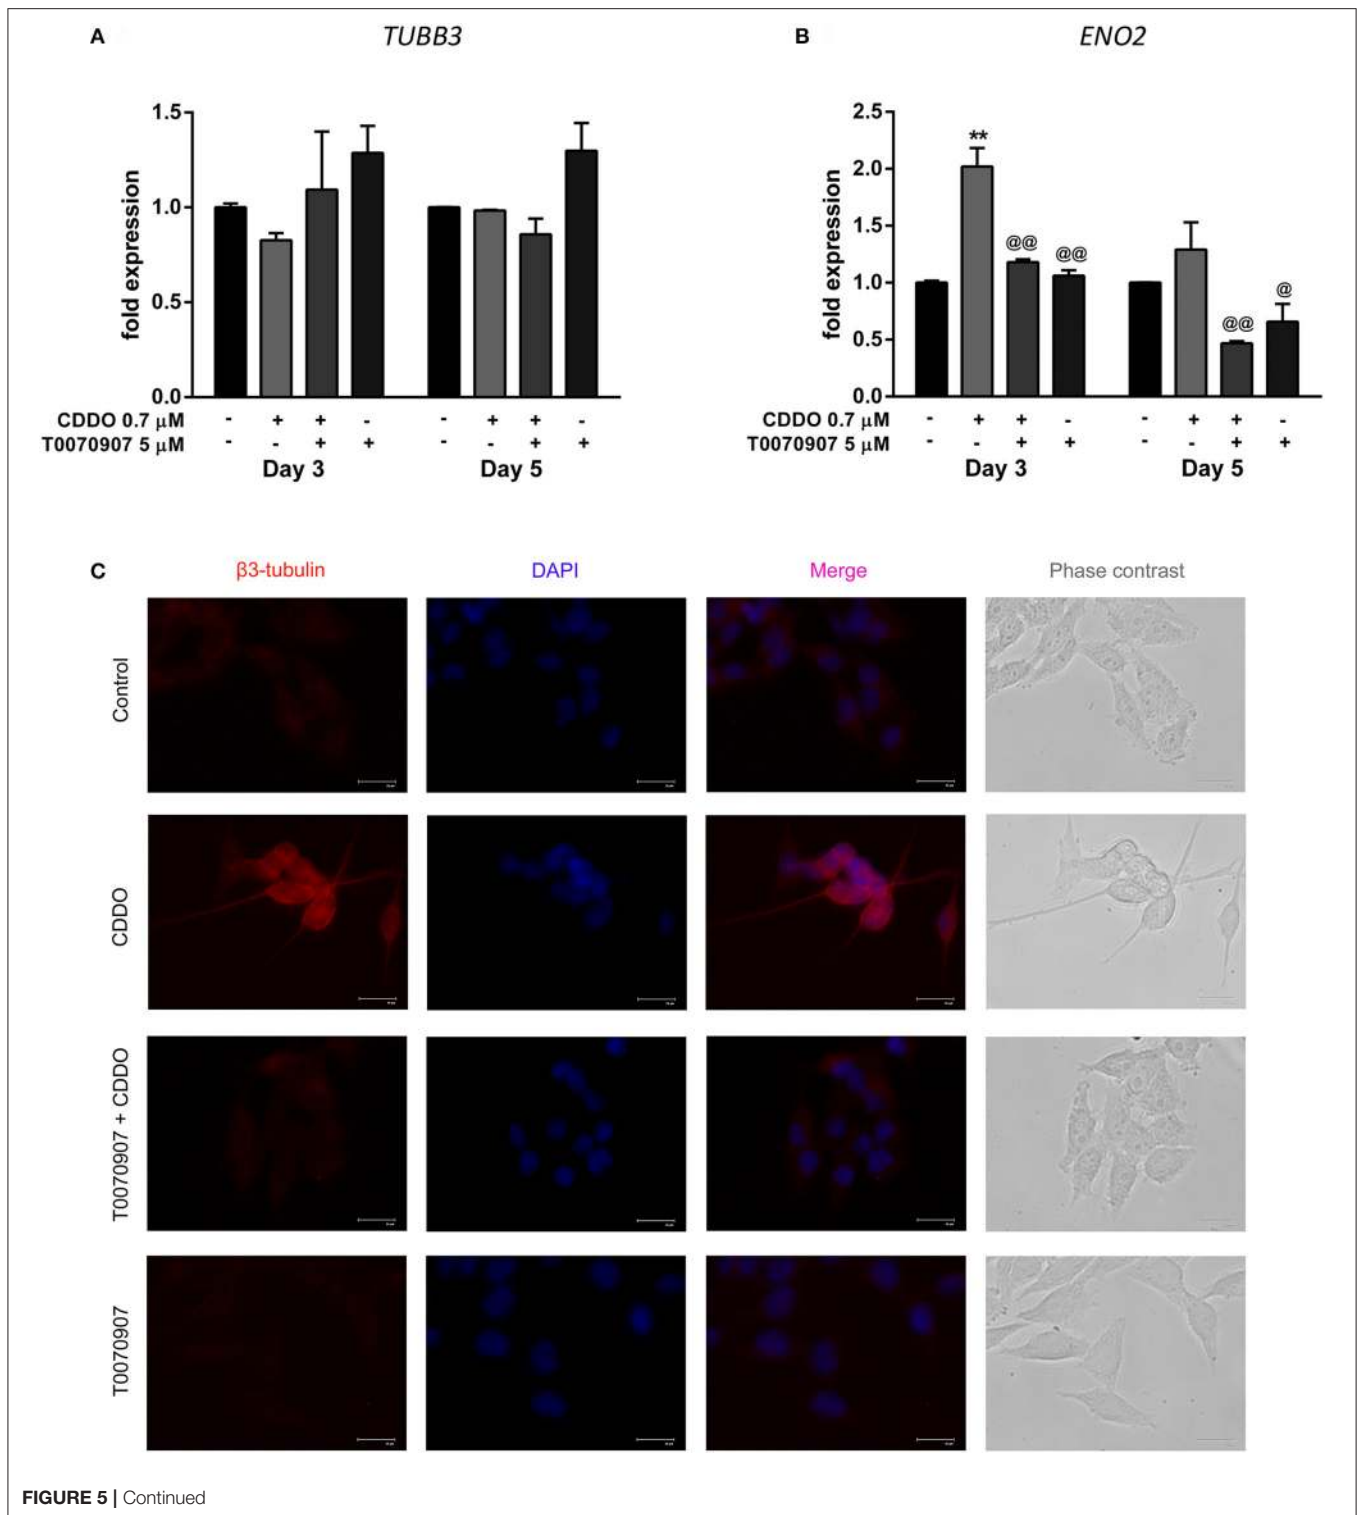 A TUBB3
1.5
1.0
0.5
0.0
fold expression
CDDO 0.7 μM - + + - - + + -
T0070907 5 μM - - + + - - + +
Day 3 Day 5
B ENO2
2.5
2.0
1.5
1.0
0.5
0.0
fold expression
**
@@
@@
@@
@
CDDO 0.7 μM - + + - - + + -
T0070907 5 μM - - + + - - + +
Day 3 Day 5
C β3-tubulin DAPI Merge Phase contrast
Control
CDDO
T0070907 + CDDO
T0070907
FIGURE 5 | Continued